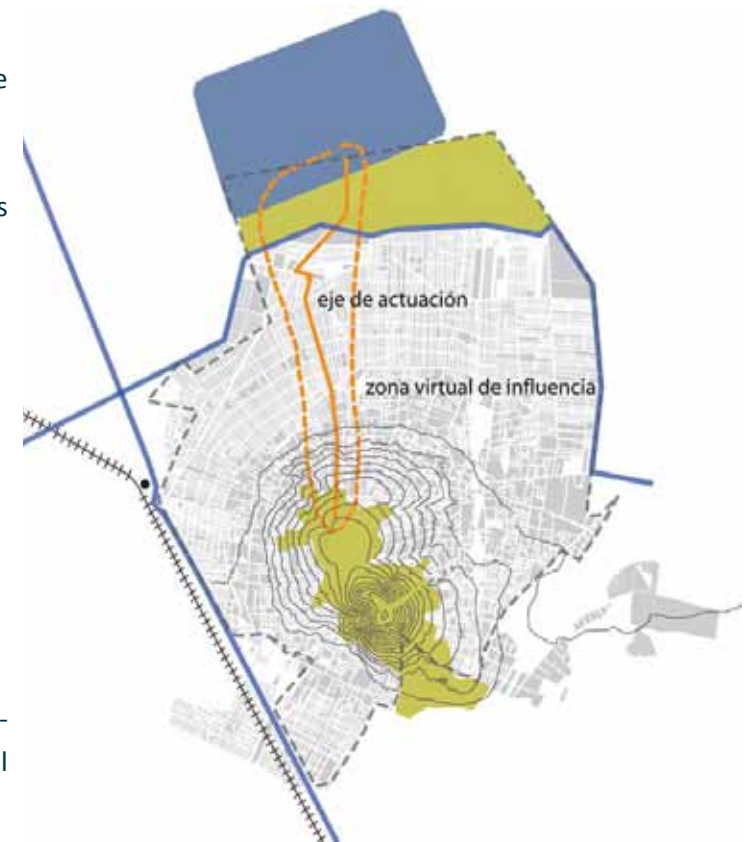 e
s
eje de actuación
zona virtual de influencia
-
l